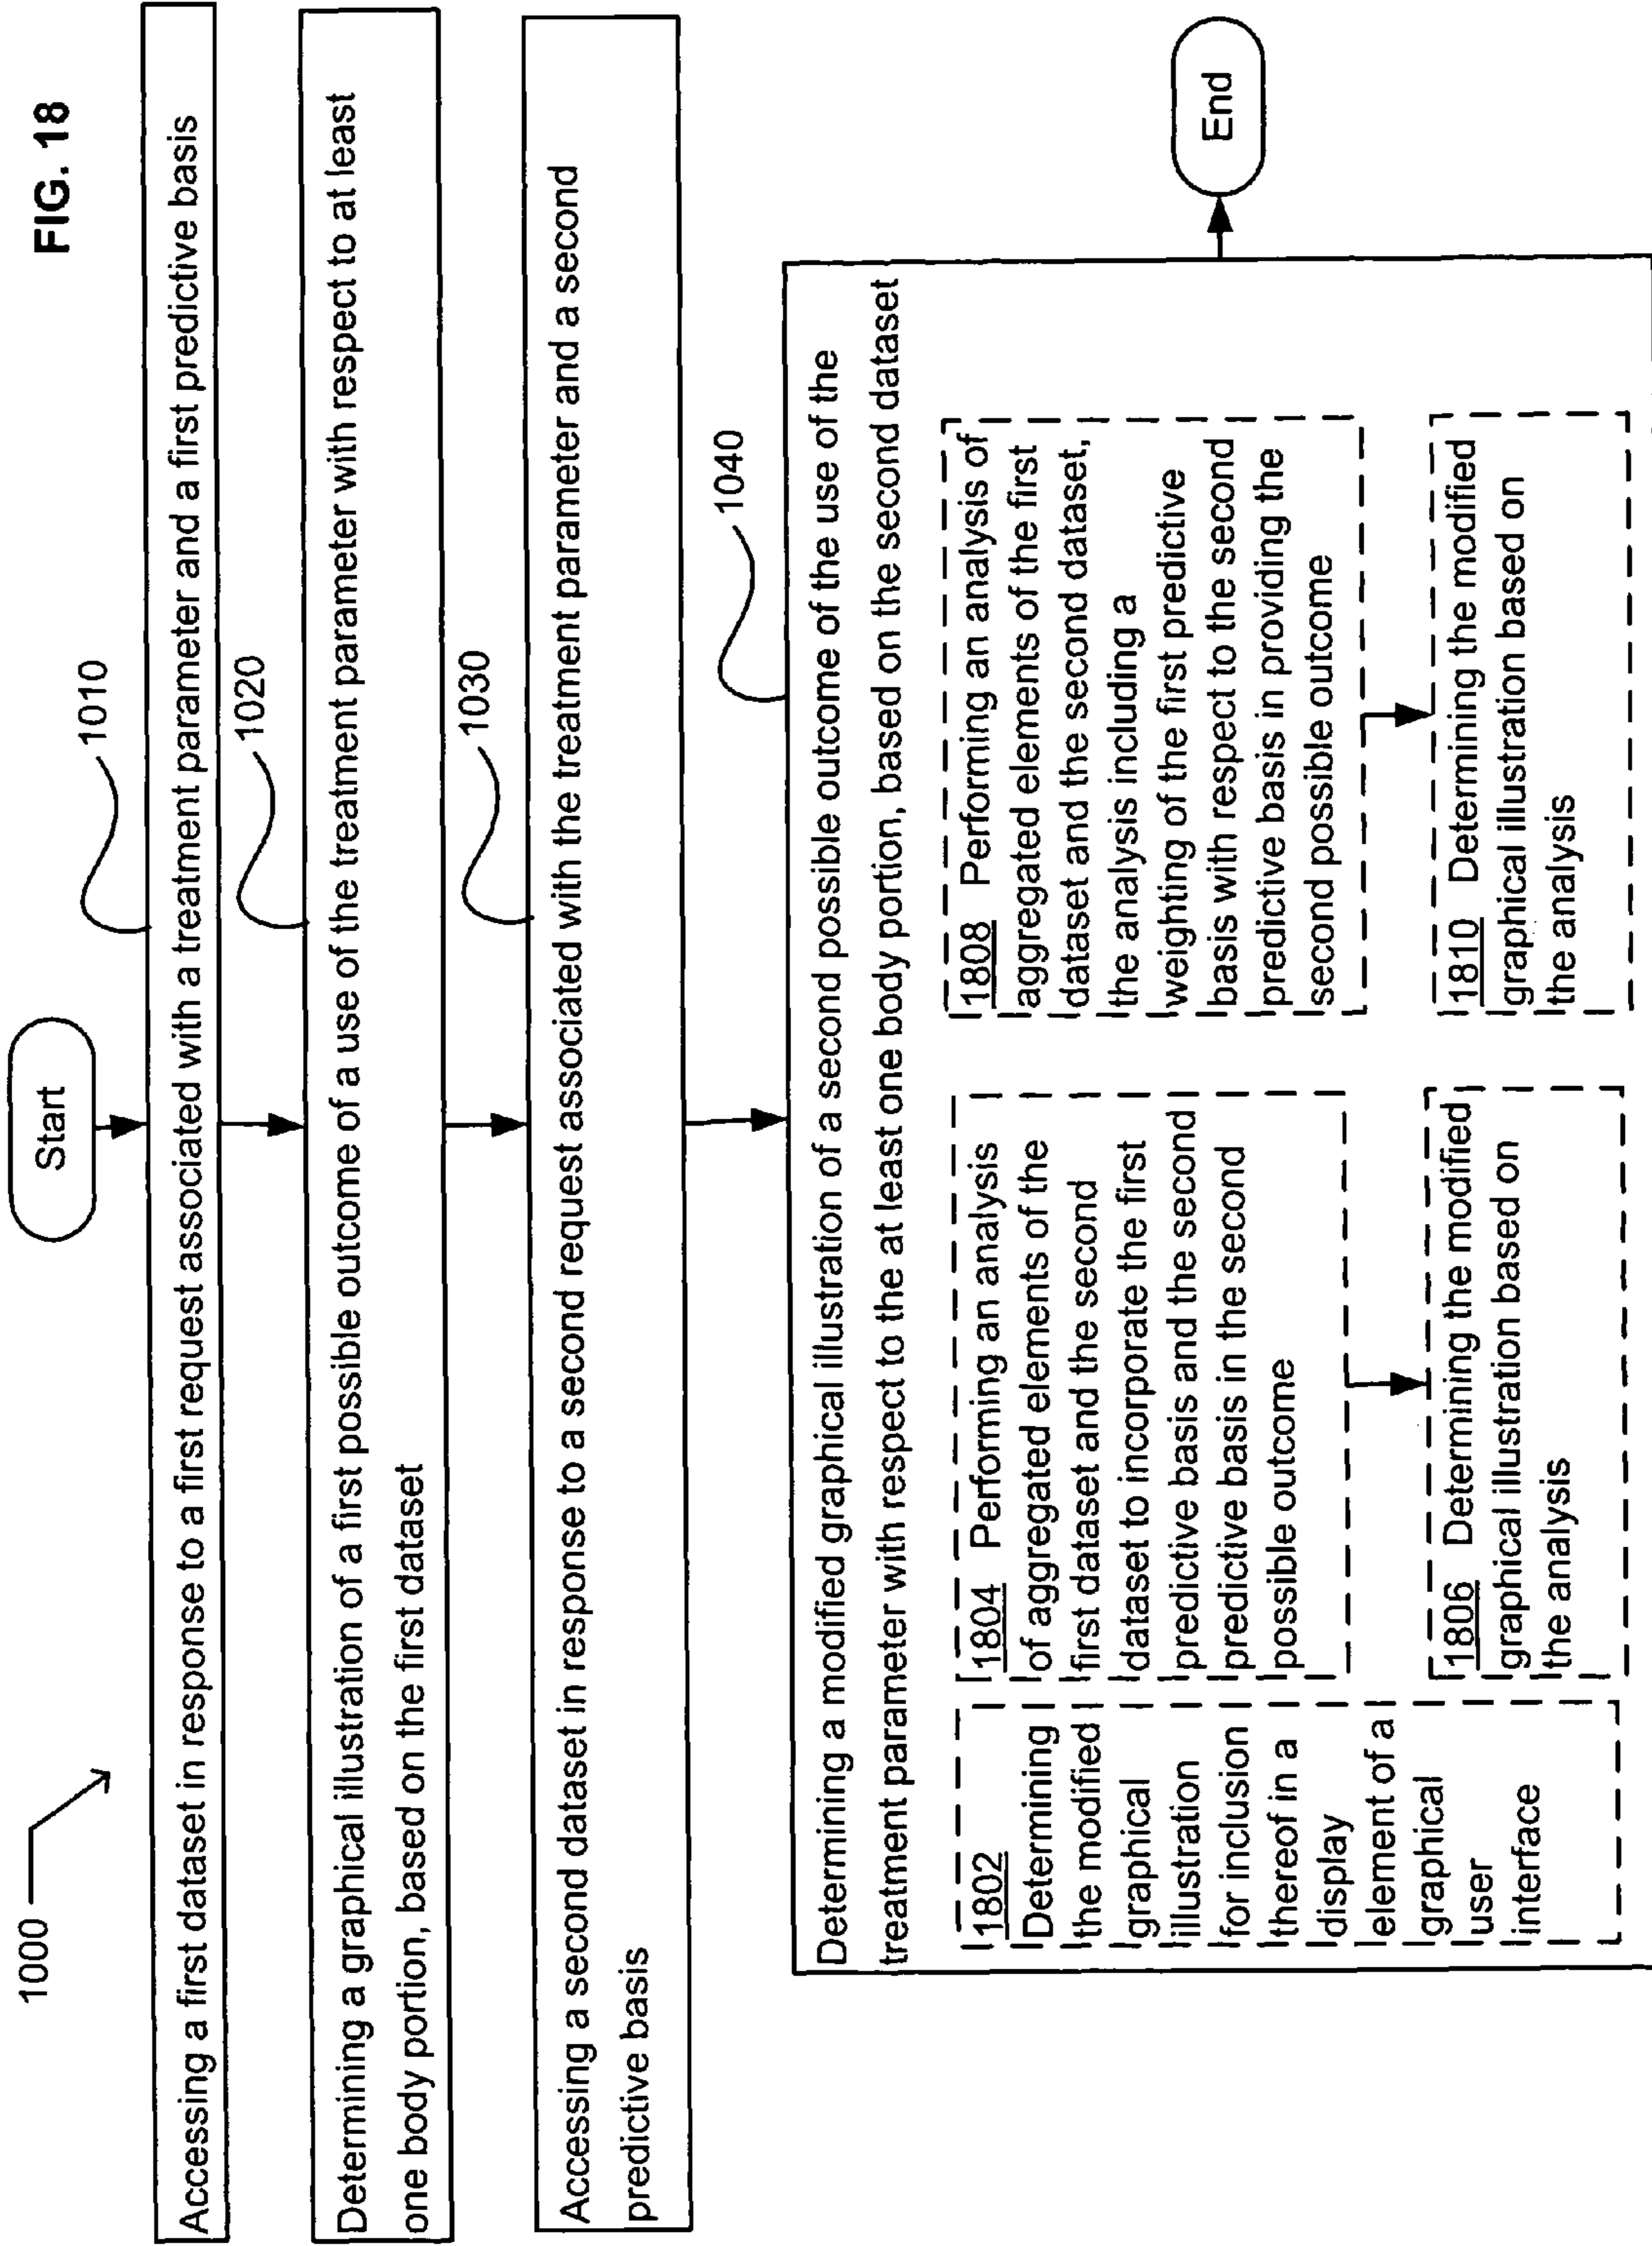 FIG. 18
1000
Start
1010
Accessing a first dataset in response to a first request associated with a treatment parameter and a first predictive basis
1020
Determining a graphical illustration of a first possible outcome of a use of the treatment parameter with respect to at least
one body portion, based on the first dataset
1030
Accessing a second dataset in response to a second request associated with the treatment parameter and a second
predictive basis
1040
Determining a modified graphical illustration of a second possible outcome of the use of the
treatment parameter with respect to the at least one body portion, based on the second dataset
1802
Determining
the modified
graphical
illustration
for inclusion
thereof in a
display
element of a
graphical
user
interface
1804 Performing an analysis
of aggregated elements of the
first dataset and the second
dataset to incorporate the first
predictive basis and the second
predictive basis in the second
possible outcome
1806 Determining the modified
graphical illustration based on
the analysis
1808 Performing an analysis of
aggregated elements of the first
dataset and the second dataset,
the analysis including a
weighting of the first predictive
basis with respect to the second
predictive basis in providing the
second possible outcome
1810 Determining the modified
graphical illustration based on
the analysis
End